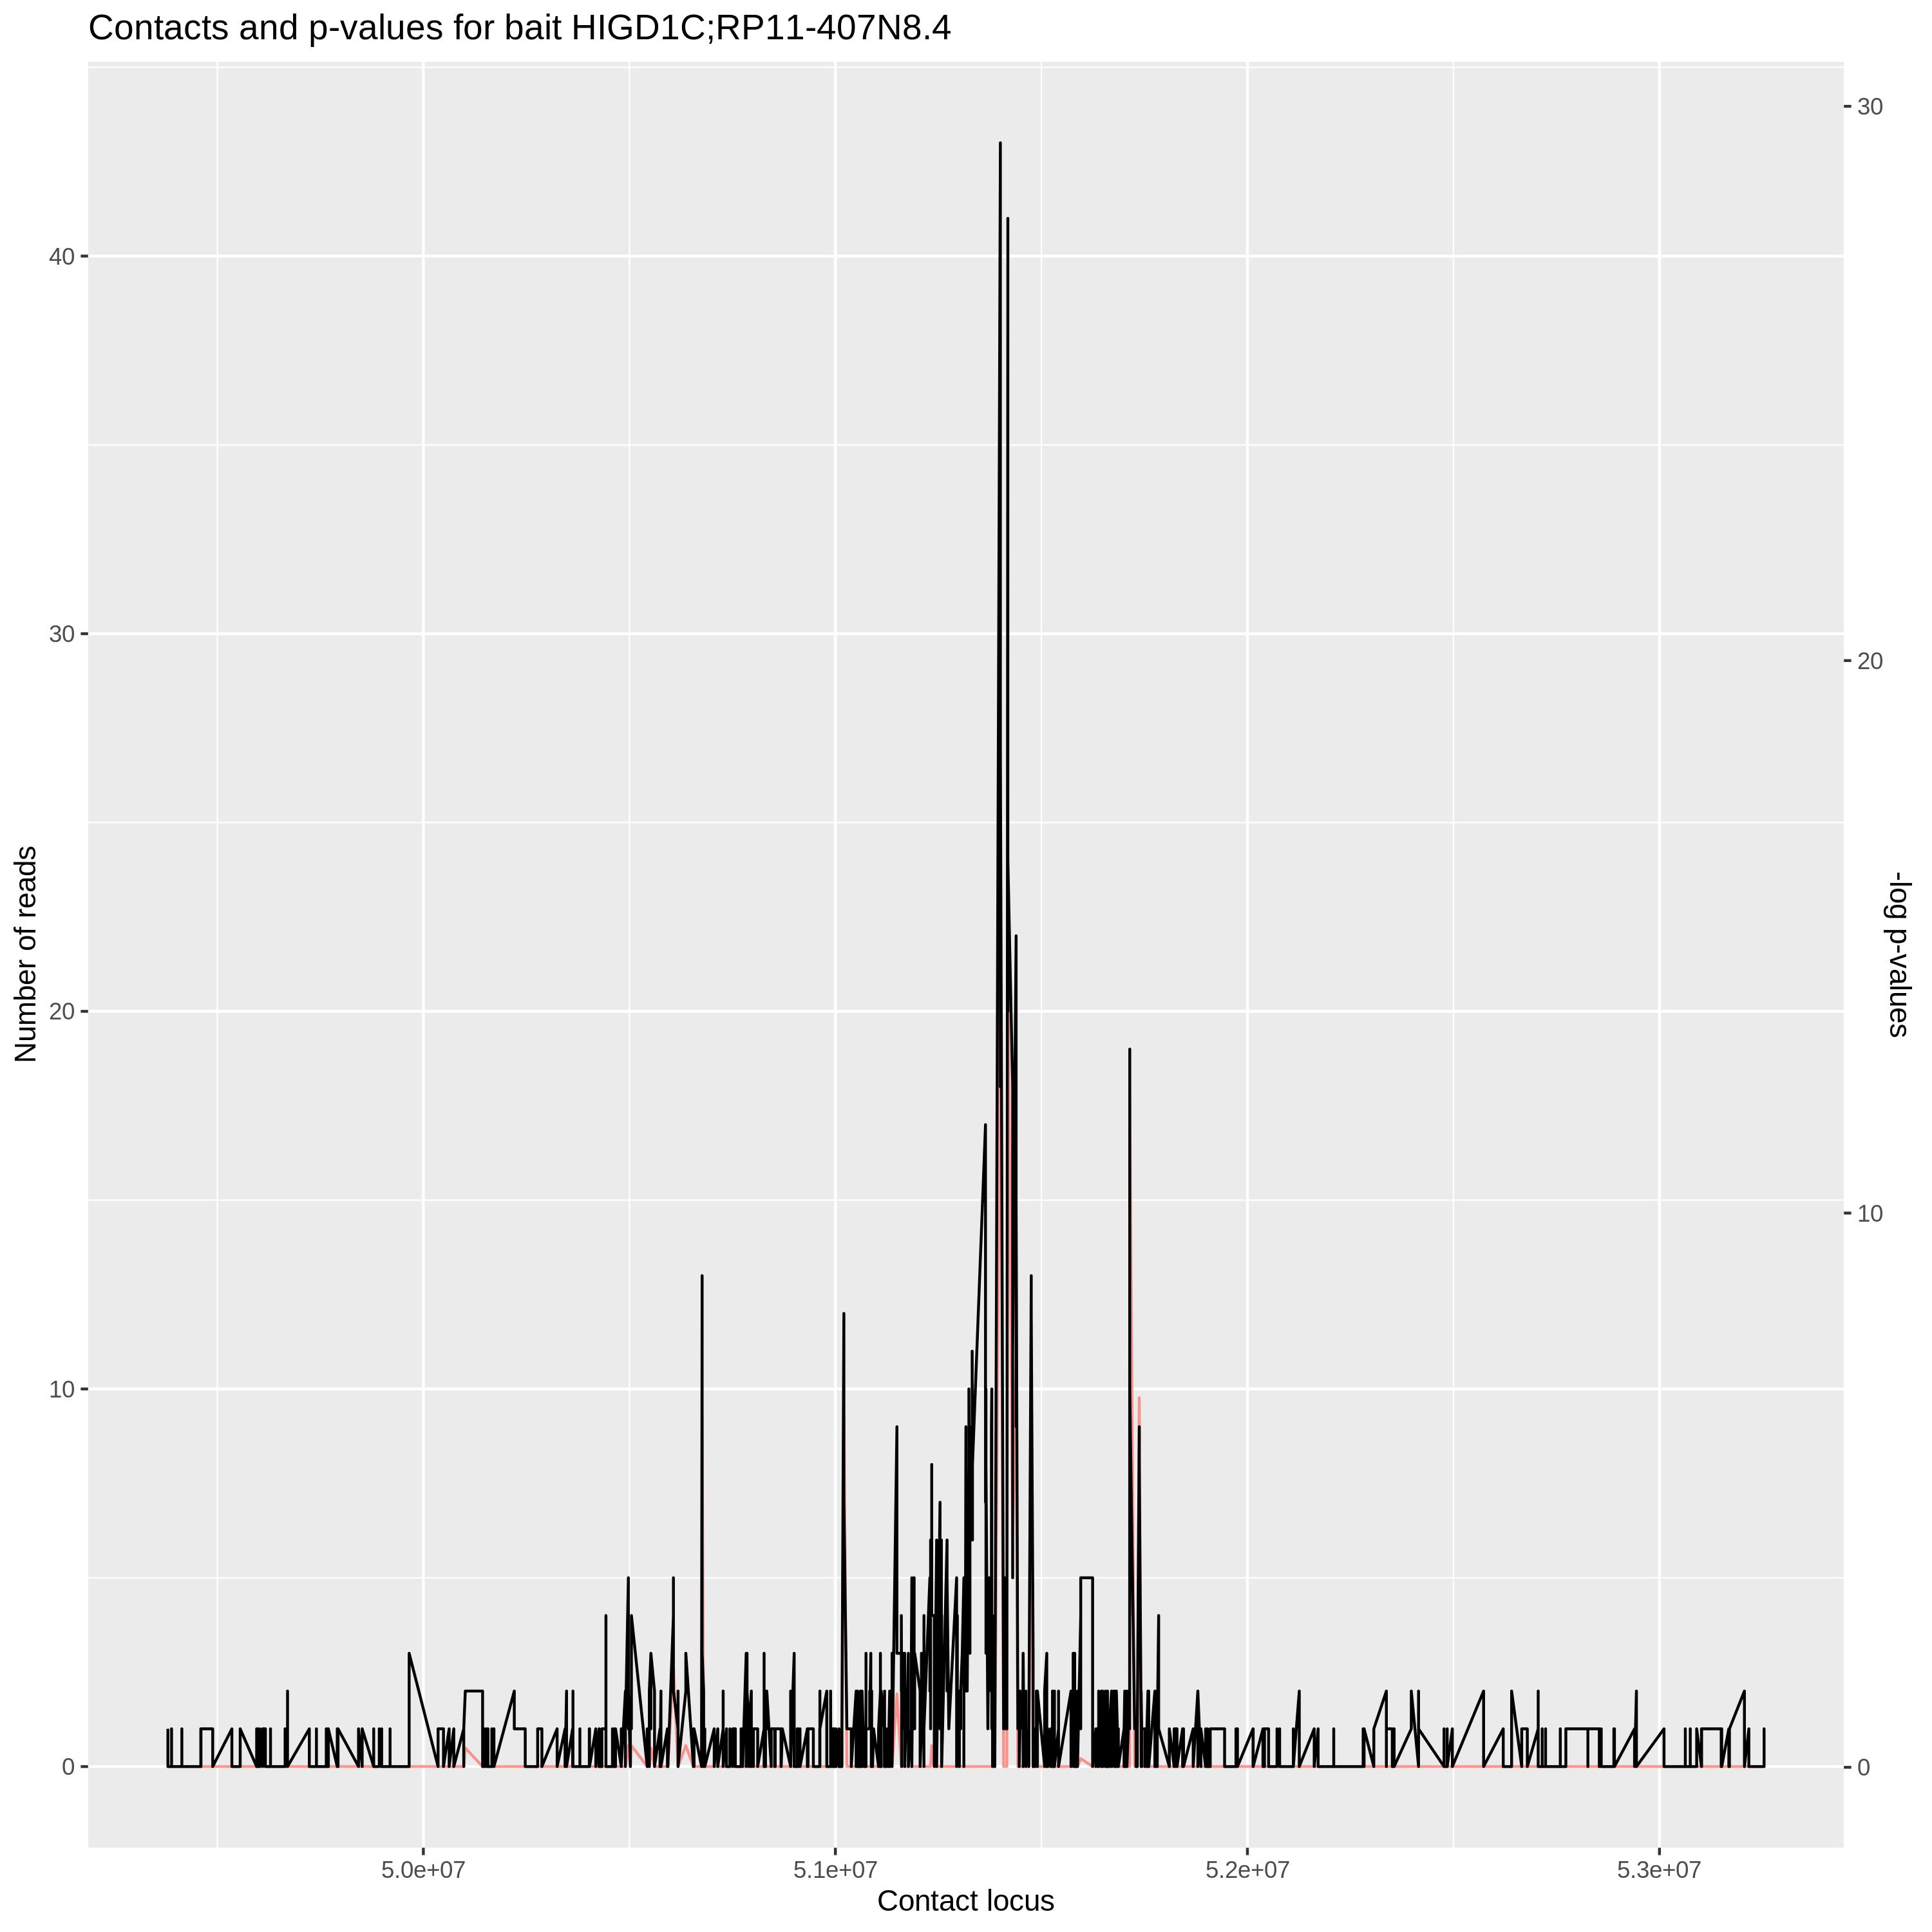 Contacts and p-values for bait HIGD1C;RP11-407N8.4
Number of reads
40
30
20
10
0
30
20
10
0
-log p-values
5.0e+07
5.1e+07
5.2e+07
5.3e+07
Contact locus